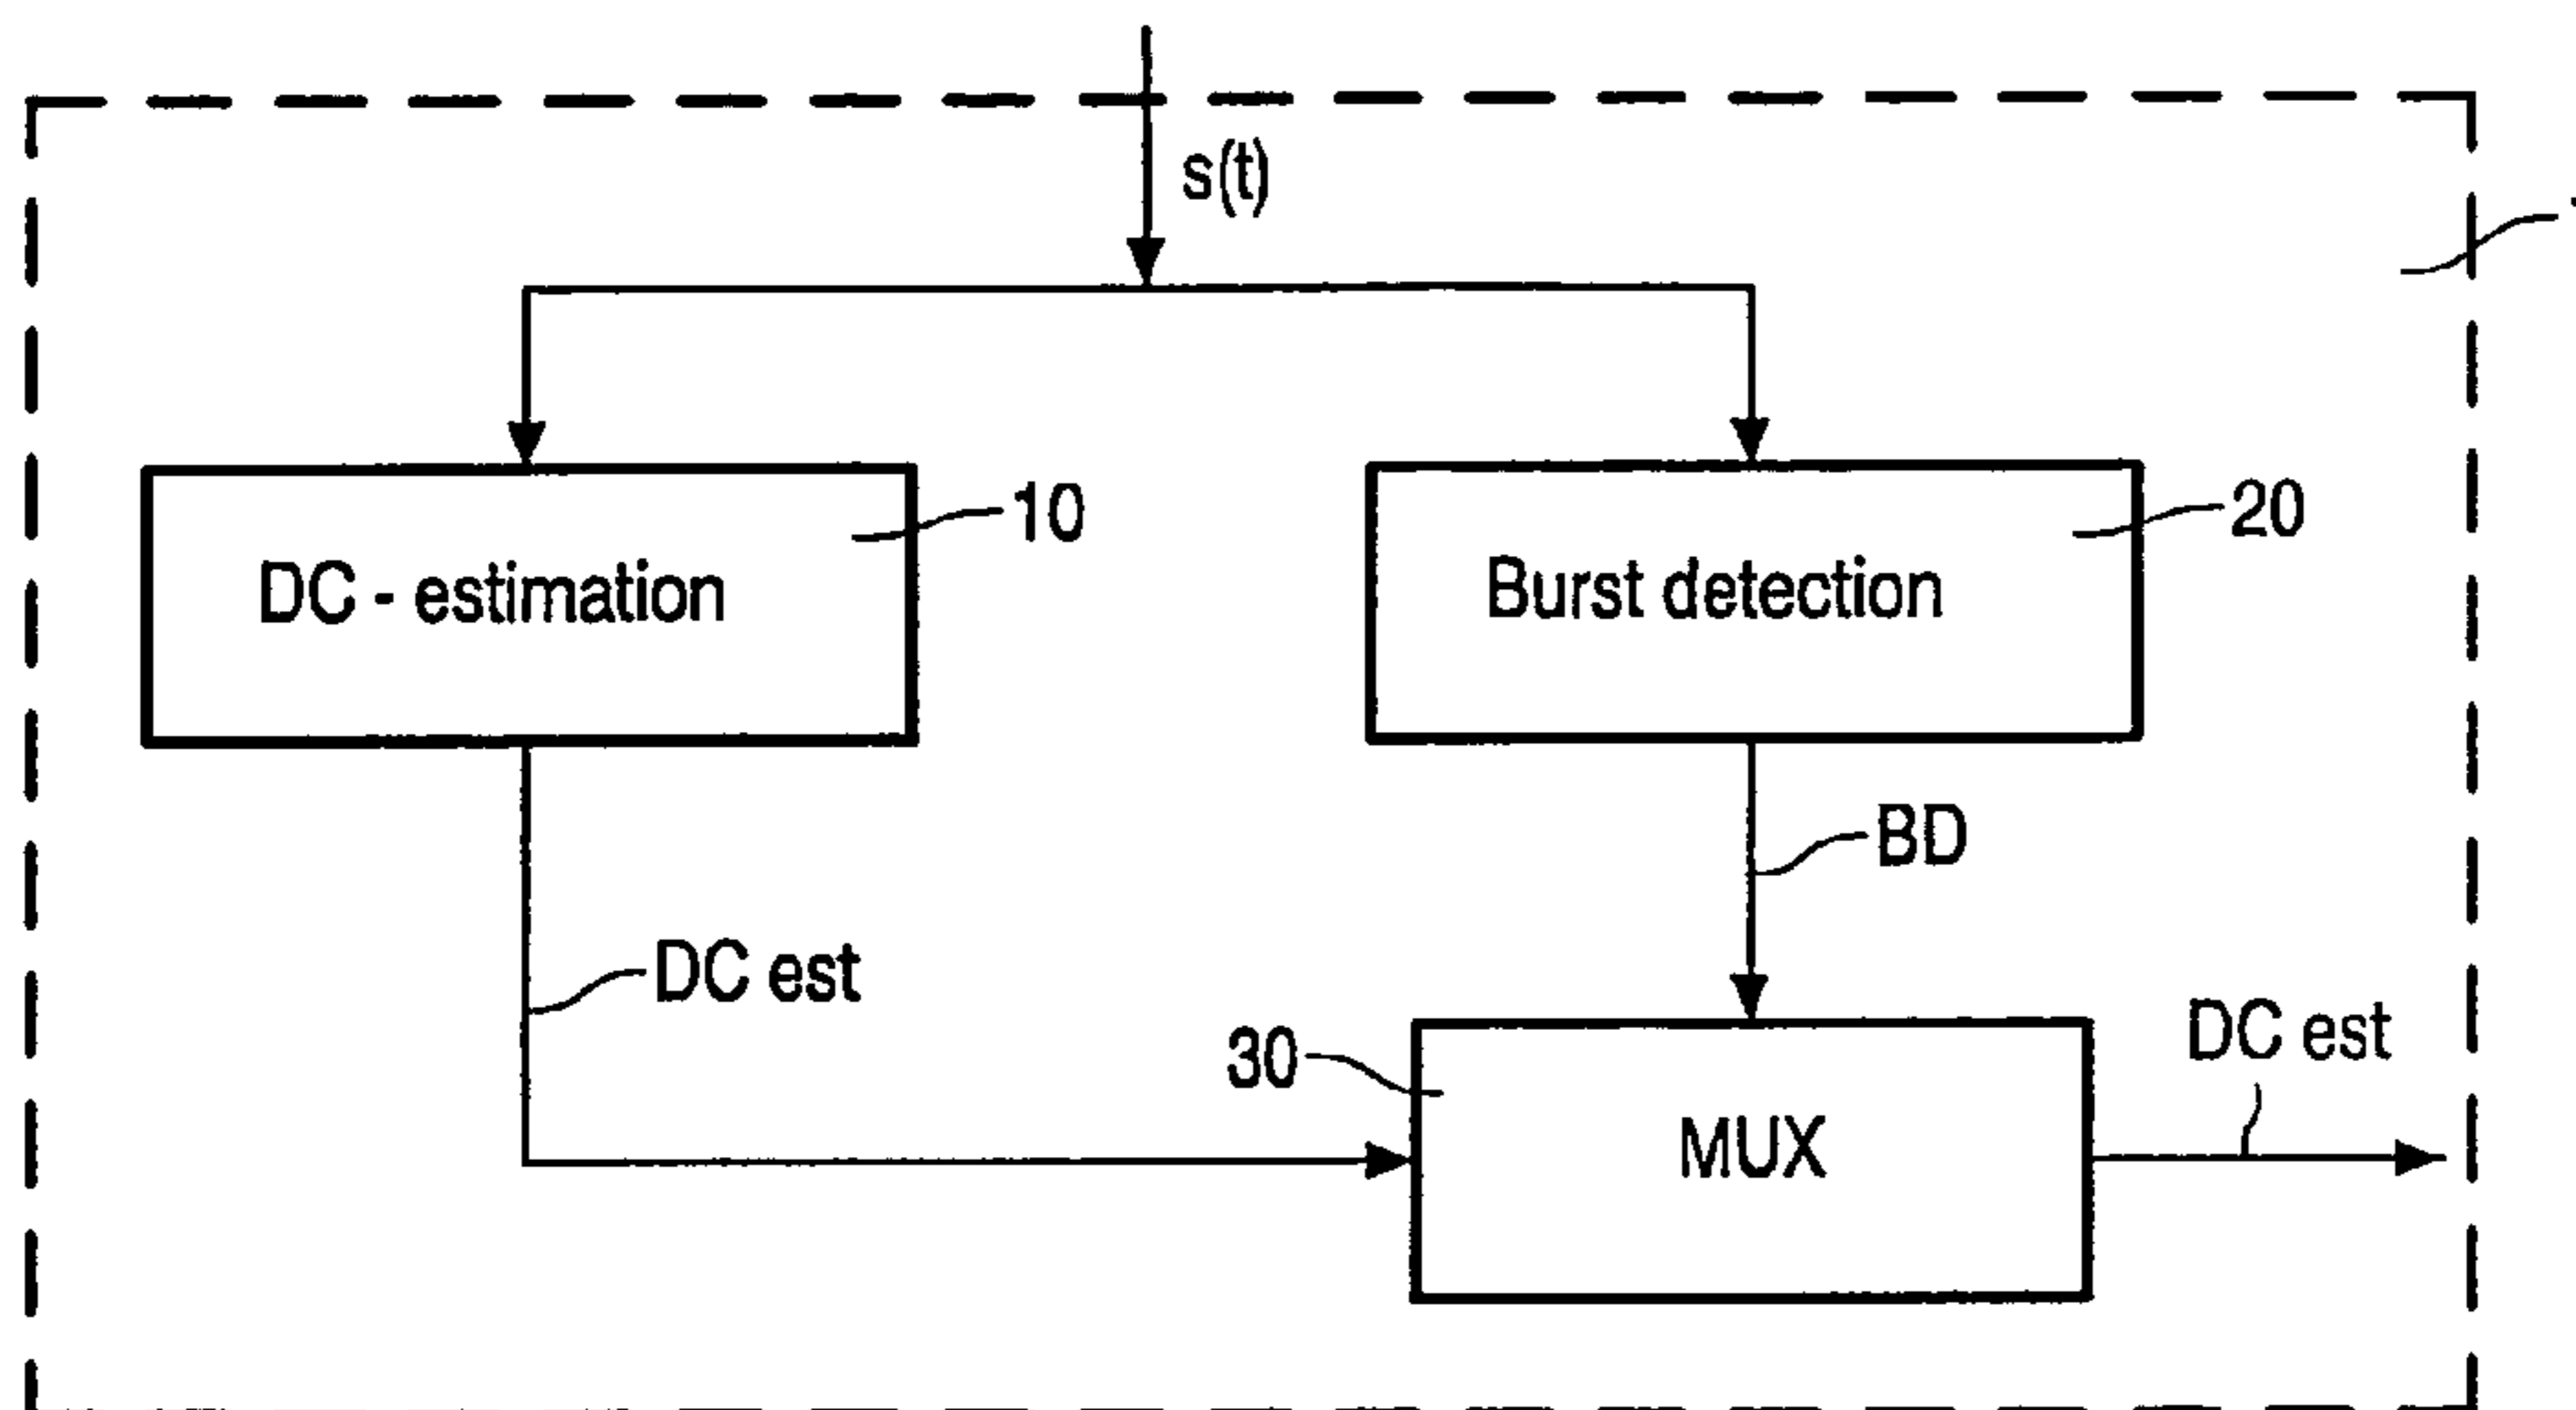 s(t)
10
DC - estimation
20
Burst detection
BD
DC est
30
MUX
DC est